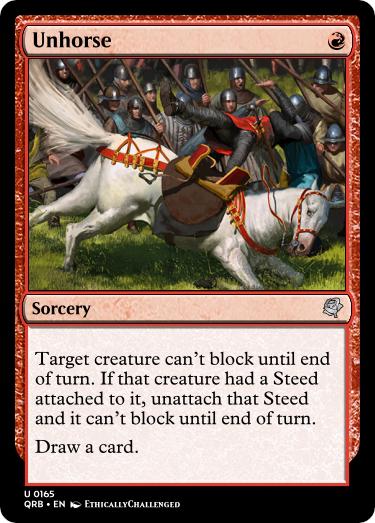 Unhorse
Sorcery
Target creature can't block until end
of turn. If that creature had a Steed
attached to it, unattach that Steed
and it can't block until end of turn.
Draw a card.
U 0165
QRB • EN EthicallyChallenged